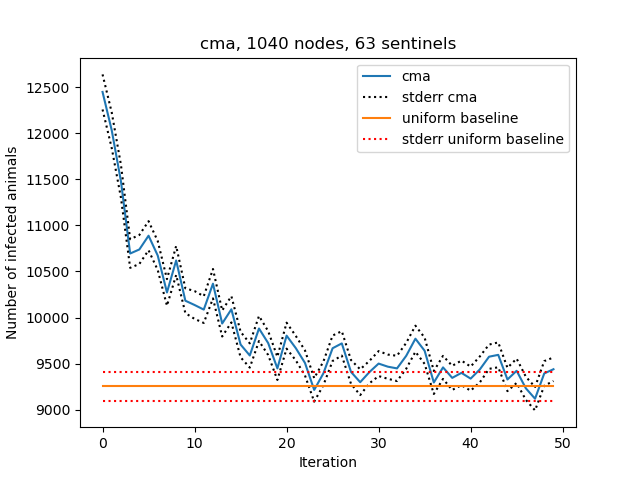 cma, 1040 nodes, 63 sentinels
cma
stderr cma
uniform baseline
stderr uniform baseline
Number of infected animals
12500
12000
11500
11000
10500
10000
9500
9000
0 10 20 30 40 50
Iteration